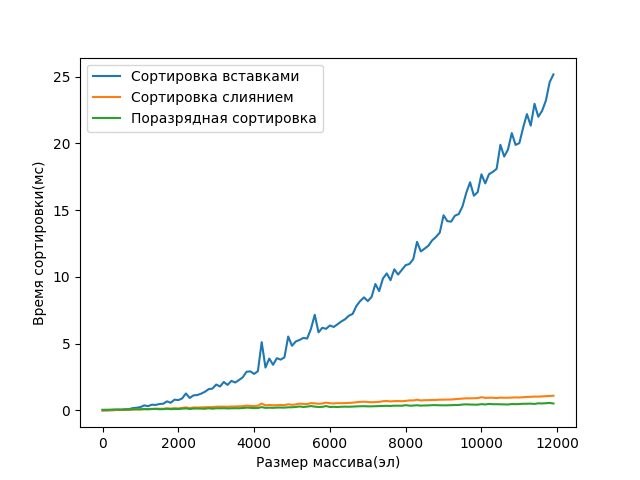 Сортировка вставками
Сортировка слиянием
Поразрядная сортировка
Время сортировки(мс)
25
20
15
10
5
0
0
2000
4000
6000
8000
10000
12000
Размер массива(эл)